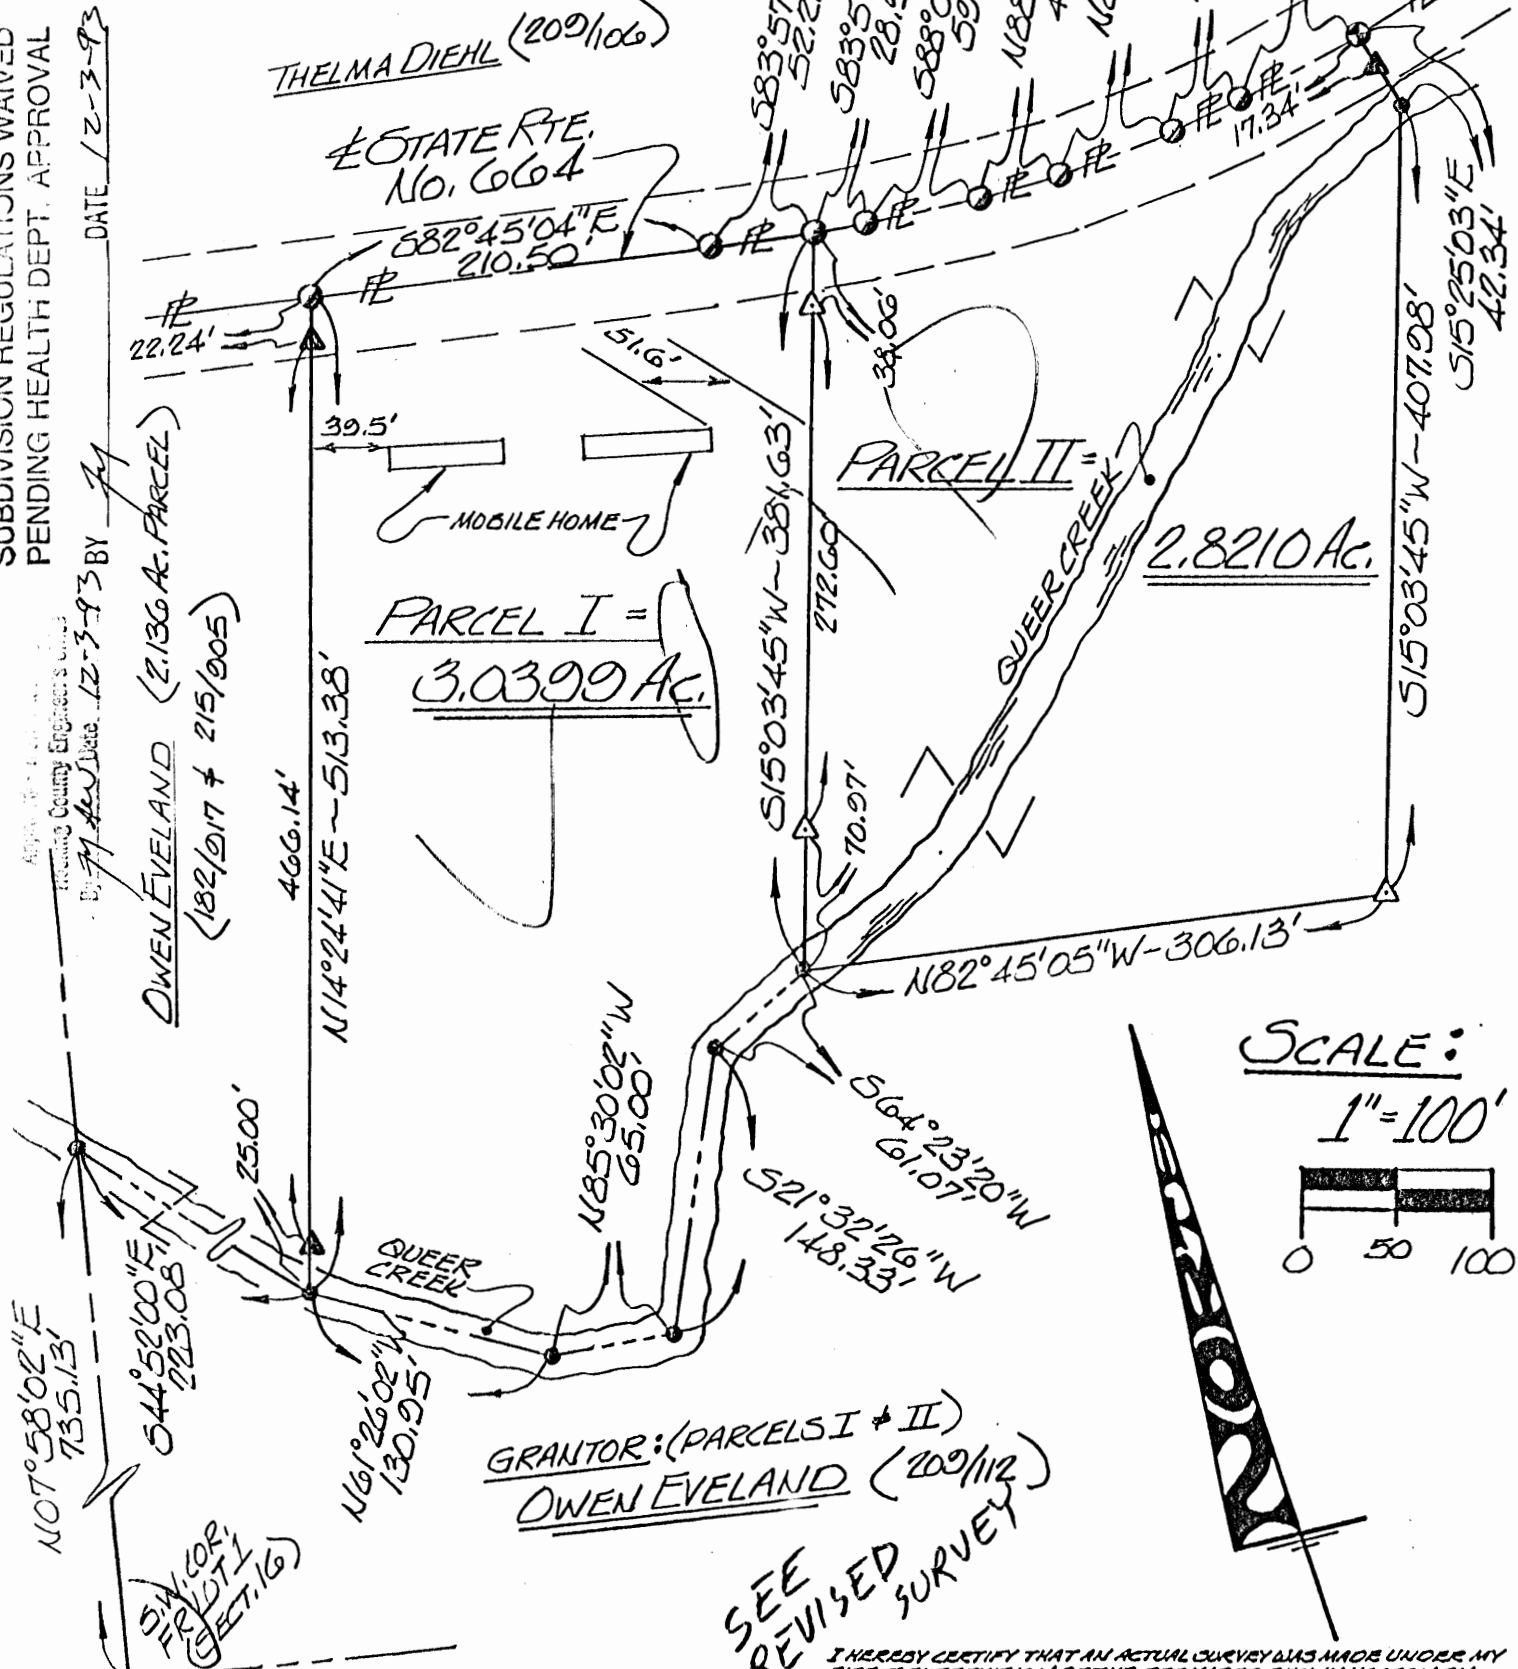 SUBDIVISION REGULATIONS WAIVED
PENDING HEALTH DEPT. APPROVAL
DATE 12-3-93
BY
County Engineer's
Date 12-3-93
THELMA DIEHL (209/106)
℄ STATE RTE.
No. 664
S82°45'04"E
210.50'
22.24'
17.34'
38.06'
S15°25'03"E
42.34'
51.6'
39.5'
MOBILE HOME
PARCEL I =
3.0399 Ac.
PARCEL II =
2.8210 Ac.
QUEER CREEK
S15°03'45"W~381.63'
272.60'
70.97'
S15°03'45"W~407.98'
N82°45'05"W-306.13'
OWEN EVELAND (2.136 Ac. PARCEL)
(182/917 & 215/905)
466.14'
N14°24'41"E~513.38'
25.00'
N85°30'02"W
65.00'
S64°23'20"W
61.07'
S21°32'26"W
148.33'
QUEER
CREEK
S44°52'00"E
223.08'
N07°58'02"E
735.13'
N61°26'02"W
130.95'
GRANTOR: (PARCELS I & II)
OWEN EVELAND (209/112)
S.W. COR.
FR. LOT 1
(SECT. 16)
SEE
REVISED
SURVEY
SCALE:
1"=100'
0 50 100
I HEREBY CERTIFY THAT AN ACTUAL SURVEY WAS MADE UNDER MY